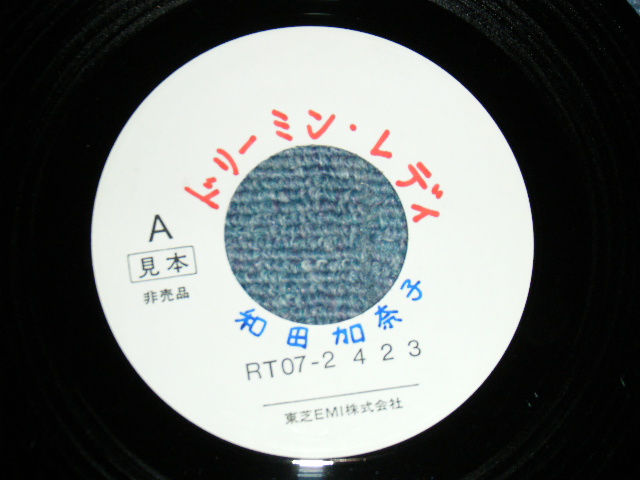 ドリーミン・レディ
A
見本
非売品
和田加奈子
RT07-2423
東芝EMI株式会社